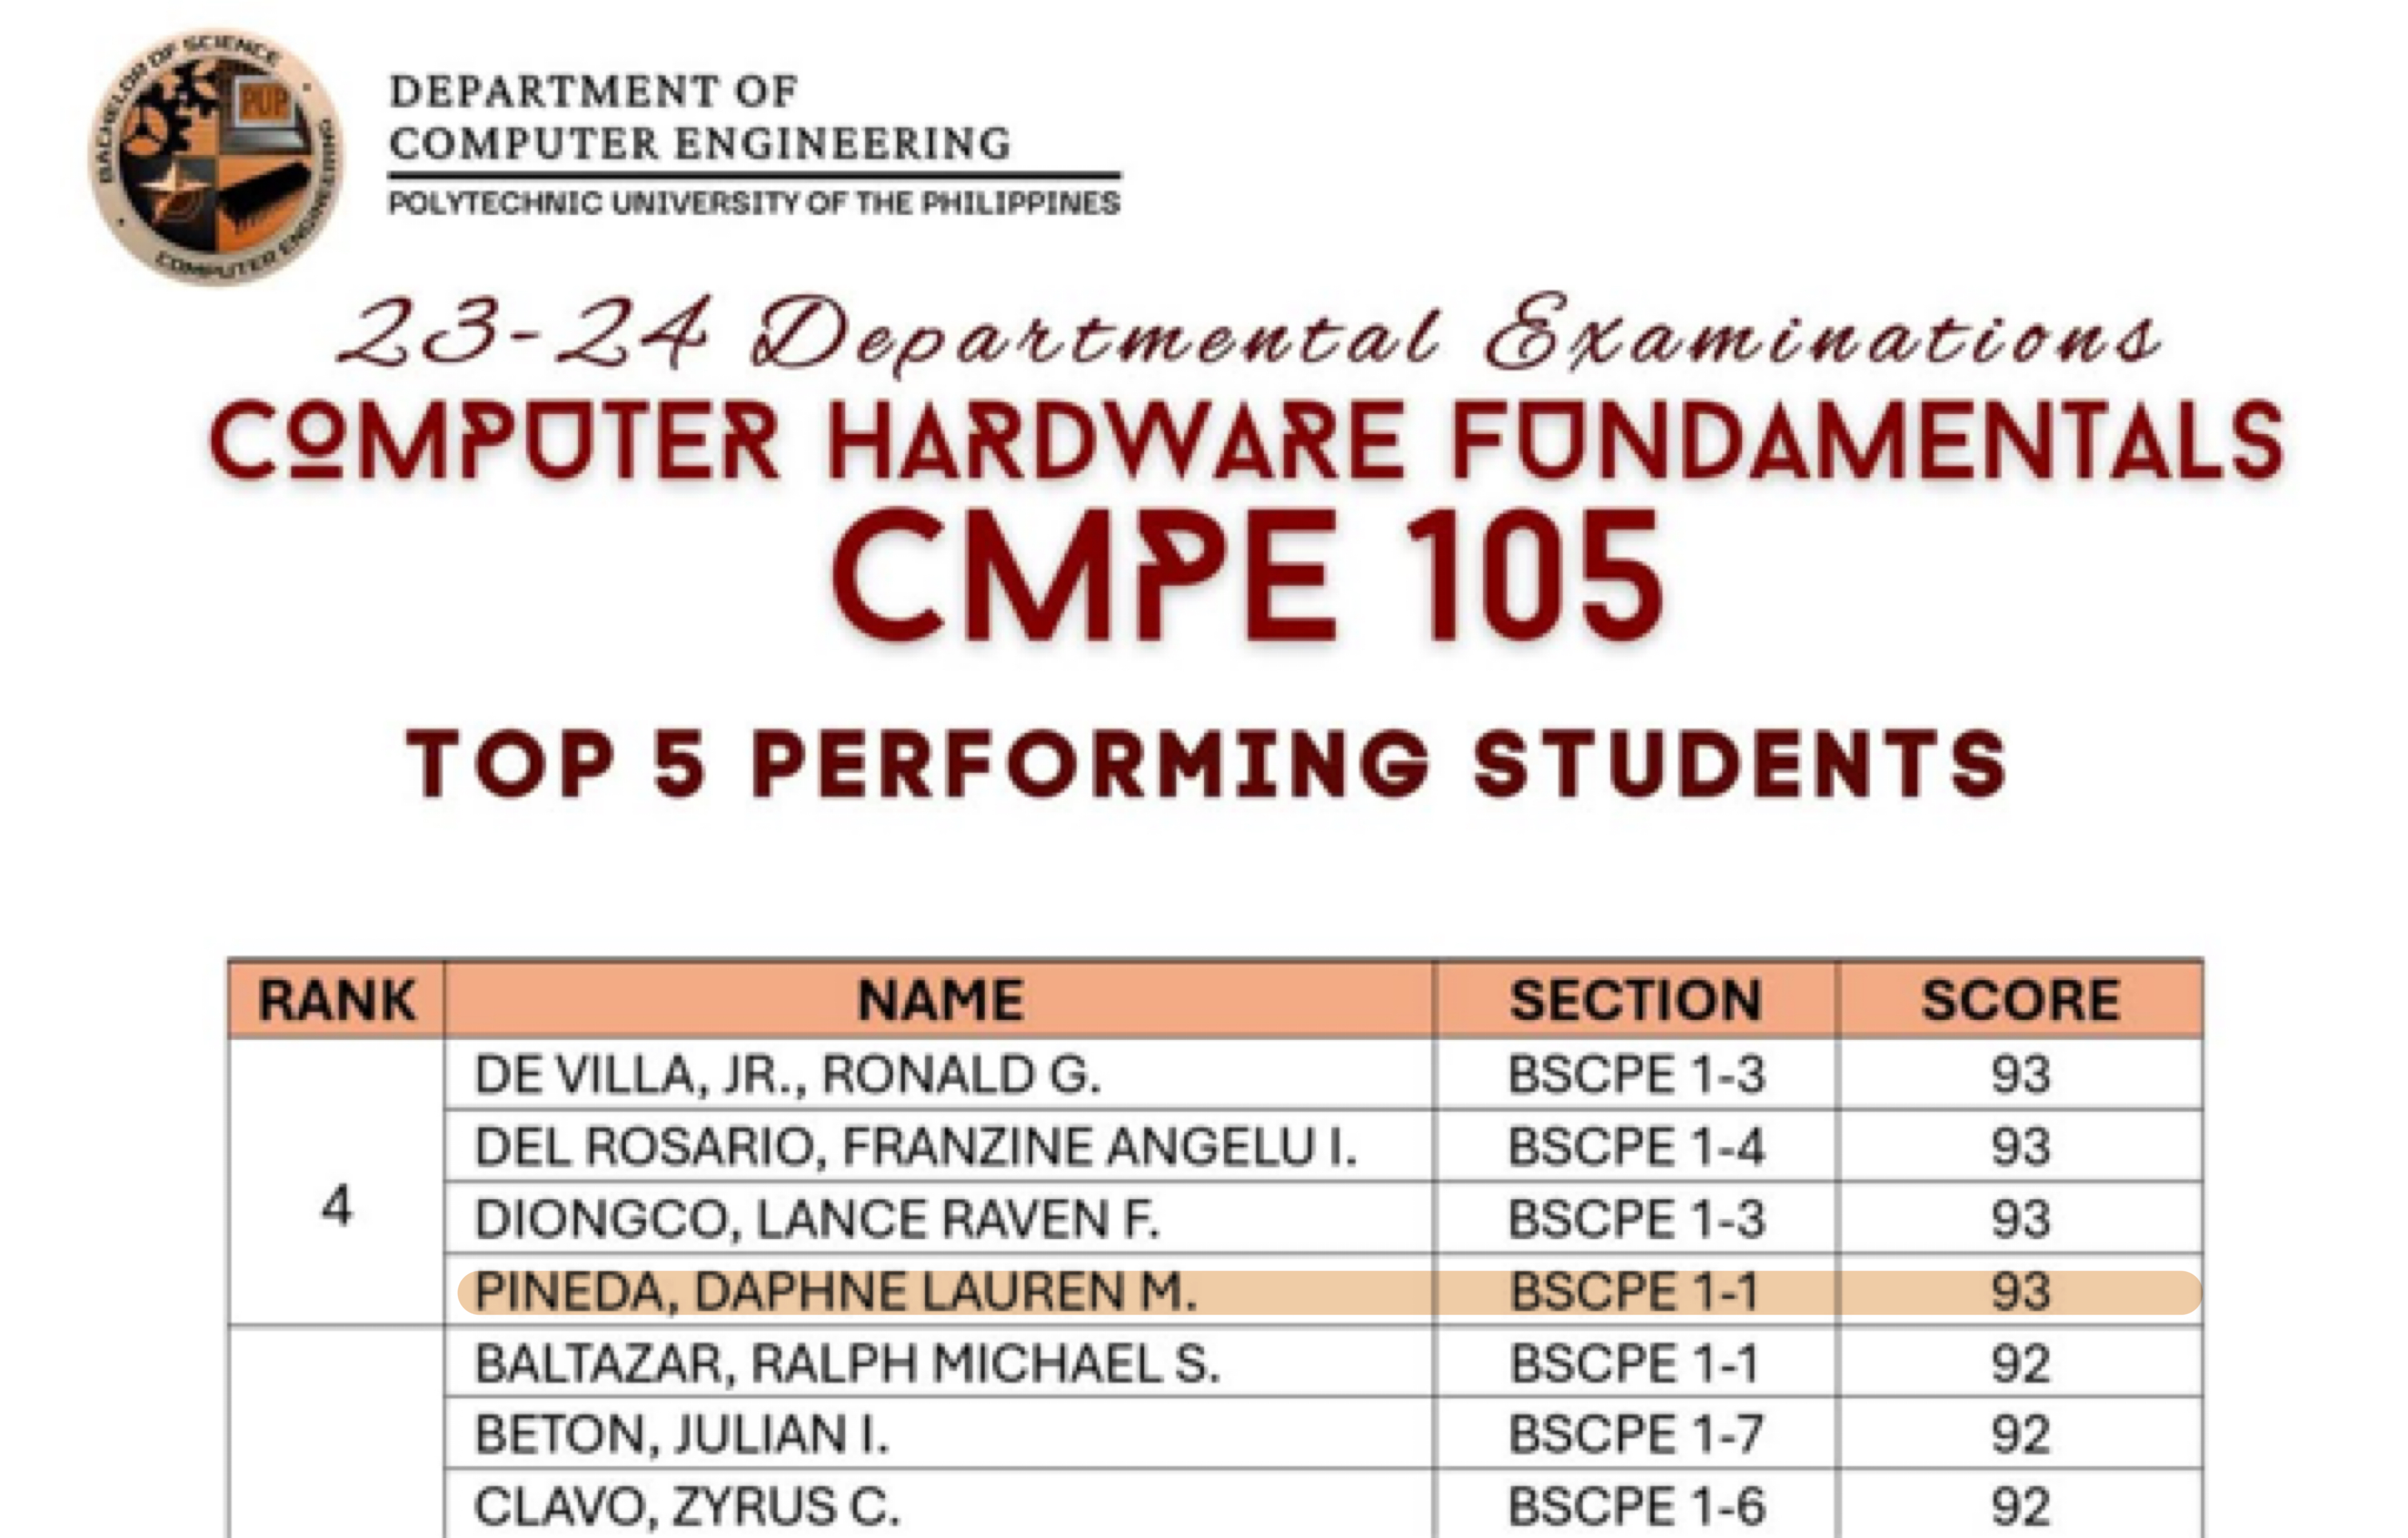 BACHELOR OF SCIENCE
PUP
COMPUTER ENGINEERING
DEPARTMENT OF
COMPUTER ENGINEERING
POLYTECHNIC UNIVERSITY OF THE PHILIPPINES
23-24 Departmental Examinations
COMPUTER HARDWARE FUNDAMENTALS
CMPE 105
TOP 5 PERFORMING STUDENTS
RANK NAME SECTION SCORE
DE VILLA, JR., RONALD G. BSCPE 1-3 93
DEL ROSARIO, FRANZINE ANGELU I. BSCPE 1-4 93
4
DIONGCO, LANCE RAVEN F. BSCPE 1-3 93
PINEDA, DAPHNE LAUREN M. BSCPE 1-1 93
BALTAZAR, RALPH MICHAEL S. BSCPE 1-1 92
BETON, JULIAN I. BSCPE 1-7 92
CLAVO, ZYRUS C. BSCPE 1-6 92